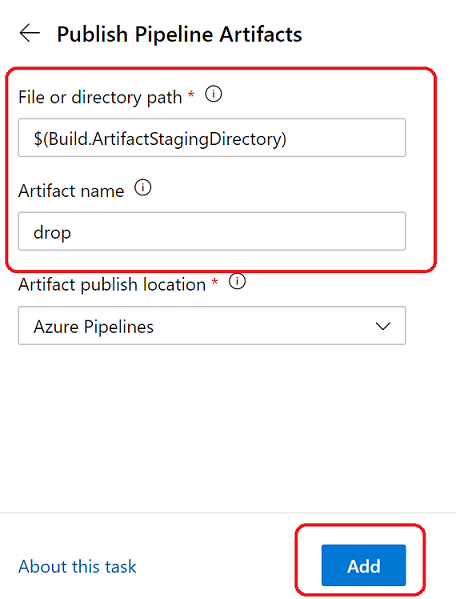 Publish Pipeline Artifacts
File or directory path *
$(Build.ArtifactStagingDirectory)
Artifact name
drop
Artifact publish location *
Azure Pipelines
About this task
Add